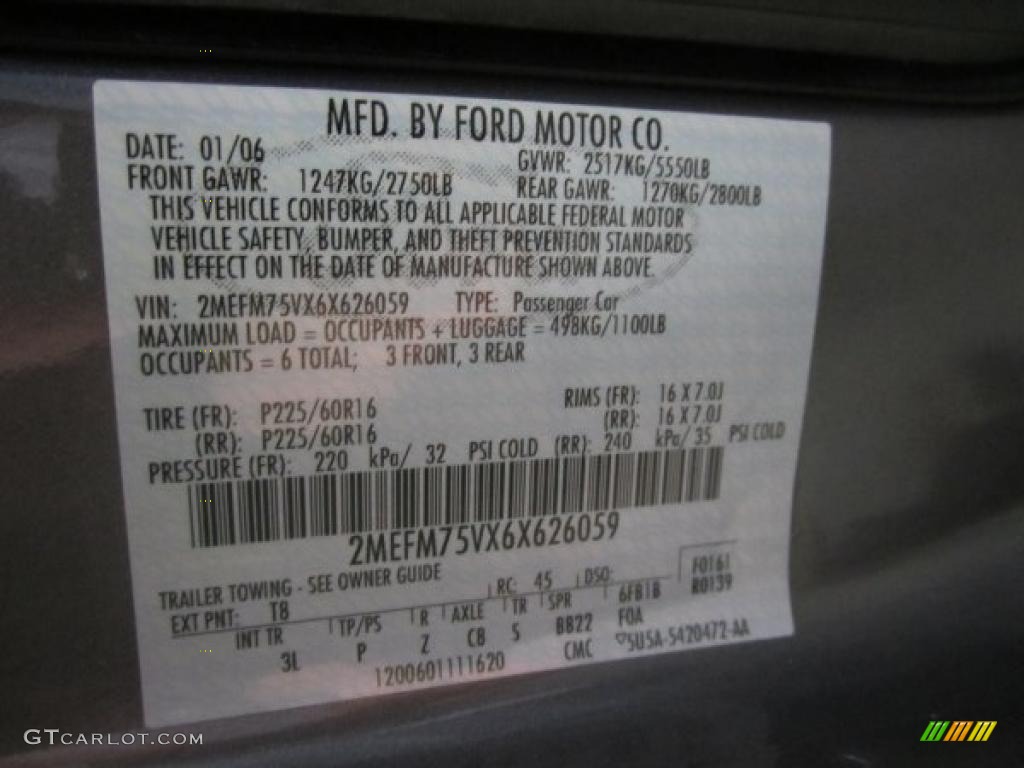 MFD. BY FORD MOTOR CO.
DATE: 01/06 GVWR: 2517KG/5550LB
FRONT GAWR: 1247KG/2750LB REAR GAWR: 1270KG/2800LB
THIS VEHICLE CONFORMS TO ALL APPLICABLE FEDERAL MOTOR
VEHICLE SAFETY, BUMPER, AND THEFT PREVENTION STANDARDS
IN EFFECT ON THE DATE OF MANUFACTURE SHOWN ABOVE.
VIN: 2MEFM75VX6X626059 TYPE: Passenger Car
MAXIMUM LOAD = OCCUPANTS + LUGGAGE = 498KG/1100LB
OCCUPANTS = 6 TOTAL; 3 FRONT, 3 REAR
TIRE (FR): P225/60R16 RIMS (FR): 16 X 7.0J
(RR): P225/60R16 (RR): 16 X 7.0J
PRESSURE (FR): 220 kPa/ 32 PSI COLD (RR): 240 kPa/ 35 PSI COLD
2MEFM75VX6X626059
TRAILER TOWING - SEE OWNER GUIDE
EXT PNT: T8 RC: 45 DSO: F0161
INT TR TP/PS R AXLE TR SPR 6FB1B R0139
3L P Z CB S BB22 FOA
1200601111620 CMC 5U5A-5420472-AA
GTCARLOT.COM